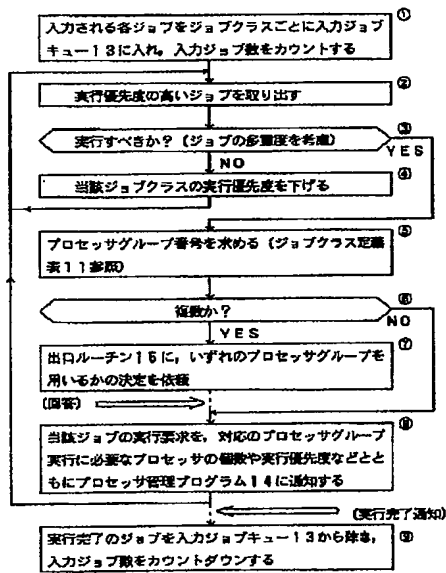 ①
入力される各ジョブをジョブクラスごとに入力ジョブ
キュー13に入れ，入力ジョブ数をカウントする
②
実行優先度の高いジョブを取り出す
③
実行すべきか？（ジョブの多重度を考慮）
YES
NO
④
当該ジョブクラスの実行優先度を下げる
⑤
プロセッサグループ番号を求める（ジョブクラス定義
表11参照）
⑥
複数か？
NO
YES
⑦
出口ルーチン15に，いずれのプロセッサグループを
用いるかの決定を依頼
(回答)
⑧
当該ジョブの実行要求を，対応のプロセッサグループ
実行に必要なプロセッサの個数や実行優先度などとと
もにプロセッサ管理プログラム14に通知する
(実行完了通知)
⑨
実行完了のジョブを入力ジョブキュー13から除き，
入力ジョブ数をカウントダウンする